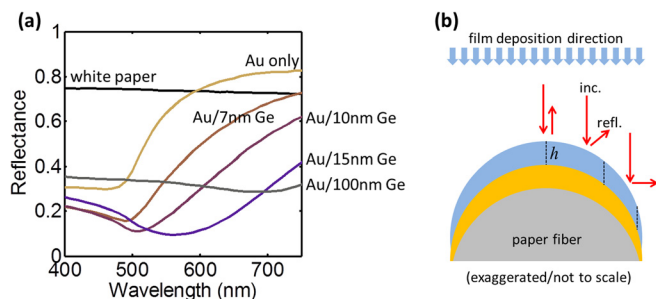 (a)
Reflectance
1
0.8
0.6
0.4
0.2
0
400
500
600
700
Wavelength (nm)
white paper
Au only
Au/7nm Ge
Au/10nm Ge
Au/15nm Ge
Au/100nm Ge
(b)
film deposition direction
inc.
refl.
h
paper fiber
(exaggerated/not to scale)